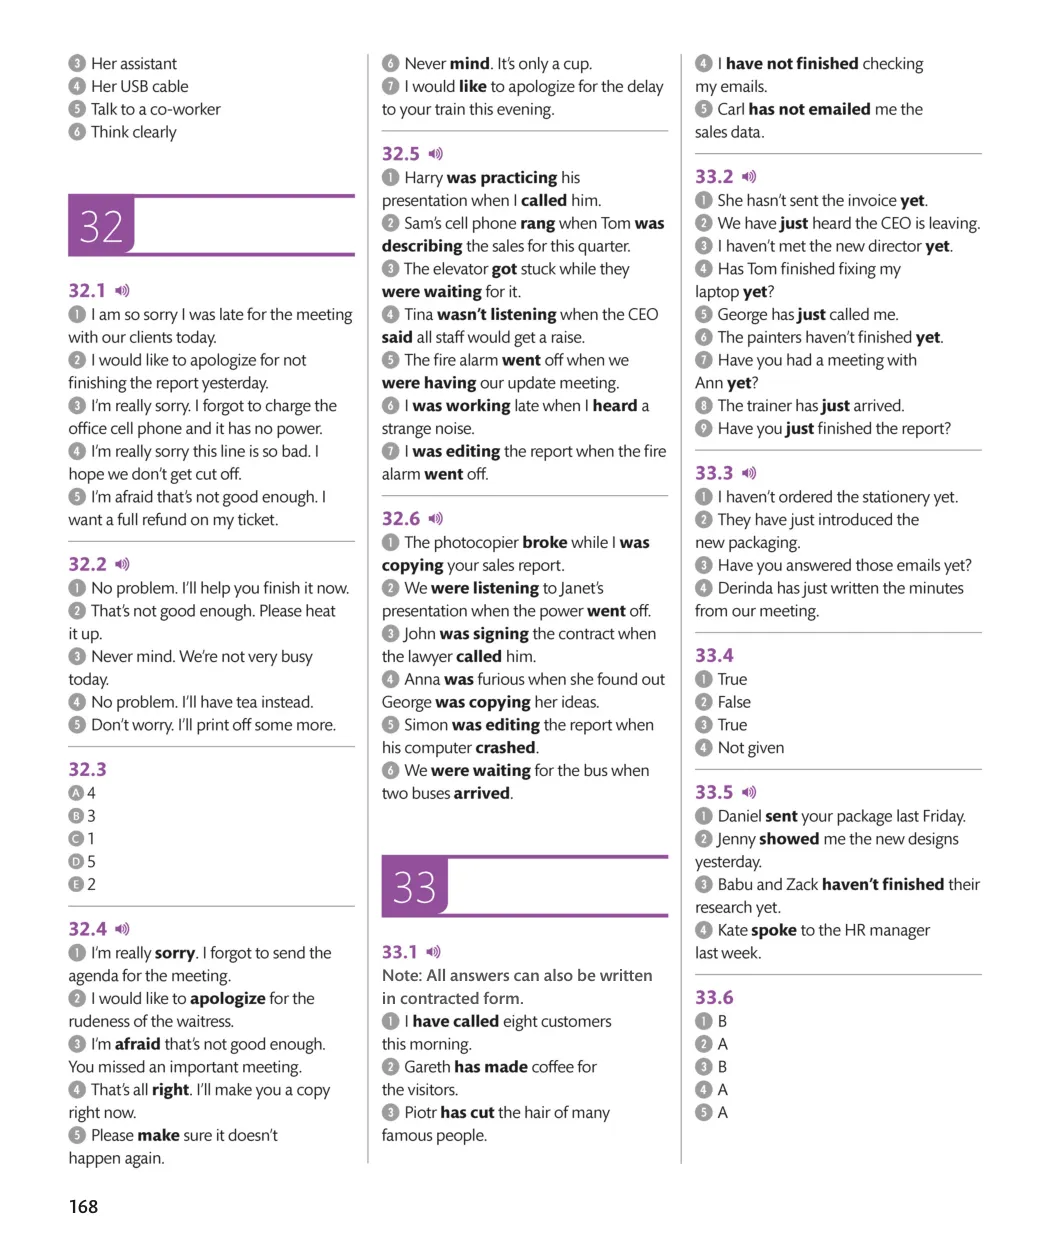 3 Her assistant
4 Her USB cable
5 Talk to a co-worker
6 Think clearly
32
32.1
1 I am so sorry I was late for the meeting
with our clients today.
2 I would like to apologize for not
finishing the report yesterday.
3 I'm really sorry. I forgot to charge the
office cell phone and it has no power.
4 I'm really sorry this line is so bad. I
hope we don't get cut off.
5 I'm afraid that's not good enough. I
want a full refund on my ticket.
32.2
1 No problem. I'll help you finish it now.
2 That's not good enough. Please heat
it up.
3 Never mind. We're not very busy
today.
4 No problem. I'll have tea instead.
5 Don't worry. I'll print off some more.
32.3
A 4
B 3
C 1
D 5
E 2
32.4
1 I'm really sorry. I forgot to send the
agenda for the meeting.
2 I would like to apologize for the
rudeness of the waitress.
3 I'm afraid that's not good enough.
You missed an important meeting.
4 That's all right. I'll make you a copy
right now.
5 Please make sure it doesn't
happen again.
6 Never mind. It's only a cup.
7 I would like to apologize for the delay
to your train this evening.
32.5
1 Harry was practicing his
presentation when I called him.
2 Sam's cell phone rang when Tom was
describing the sales for this quarter.
3 The elevator got stuck while they
were waiting for it.
4 Tina wasn't listening when the CEO
said all staff would get a raise.
5 The fire alarm went off when we
were having our update meeting.
6 I was working late when I heard a
strange noise.
7 I was editing the report when the fire
alarm went off.
32.6
1 The photocopier broke while I was
copying your sales report.
2 We were listening to Janet's
presentation when the power went off.
3 John was signing the contract when
the lawyer called him.
4 Anna was furious when she found out
George was copying her ideas.
5 Simon was editing the report when
his computer crashed.
6 We were waiting for the bus when
two buses arrived.
33
33.1
Note: All answers can also be written
in contracted form.
1 I have called eight customers
this morning.
2 Gareth has made coffee for
the visitors.
3 Piotr has cut the hair of many
famous people.
4 I have not finished checking
my emails.
5 Carl has not emailed me the
sales data.
33.2
1 She hasn't sent the invoice yet.
2 We have just heard the CEO is leaving.
3 I haven't met the new director yet.
4 Has Tom finished fixing my
laptop yet?
5 George has just called me.
6 The painters haven't finished yet.
7 Have you had a meeting with
Ann yet?
8 The trainer has just arrived.
9 Have you just finished the report?
33.3
1 I haven't ordered the stationery yet.
2 They have just introduced the
new packaging.
3 Have you answered those emails yet?
4 Derinda has just written the minutes
from our meeting.
33.4
1 True
2 False
3 True
4 Not given
33.5
1 Daniel sent your package last Friday.
2 Jenny showed me the new designs
yesterday.
3 Babu and Zack haven't finished their
research yet.
4 Kate spoke to the HR manager
last week.
33.6
1 B
2 A
3 B
4 A
5 A
168